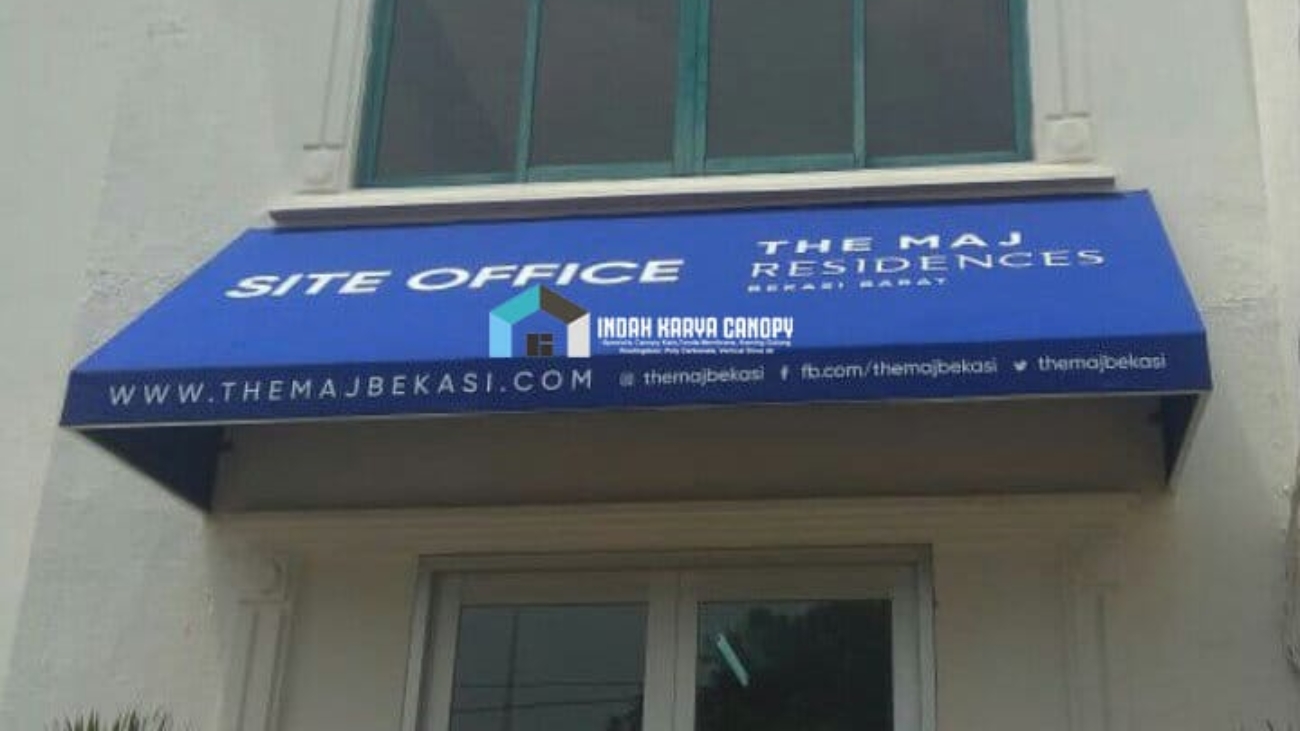 SITE OFFICE
THE MAJ
RESIDENCES
BEKASI BARAT
INDAH KARYA CANOPY
WWW.THEMAJBEKASI.COM themajbekasi fb.com/themajbekasi themajbekasi